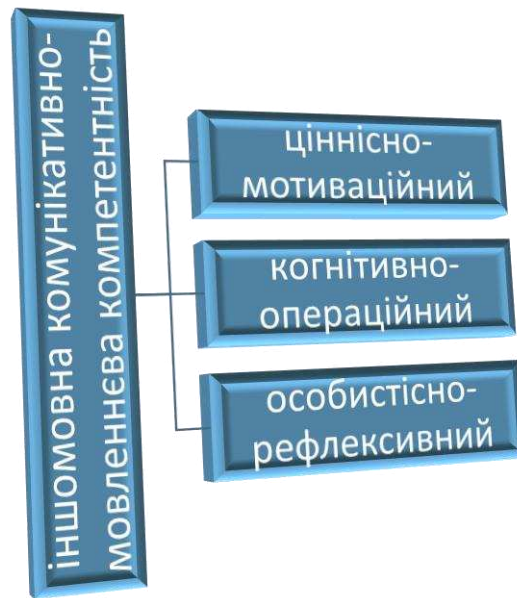 іншомовна комунікативно-
мовленнєва компетентність
ціннісно-
мотиваційний
когнітивно-
операційний
особистісно-
рефлексивний